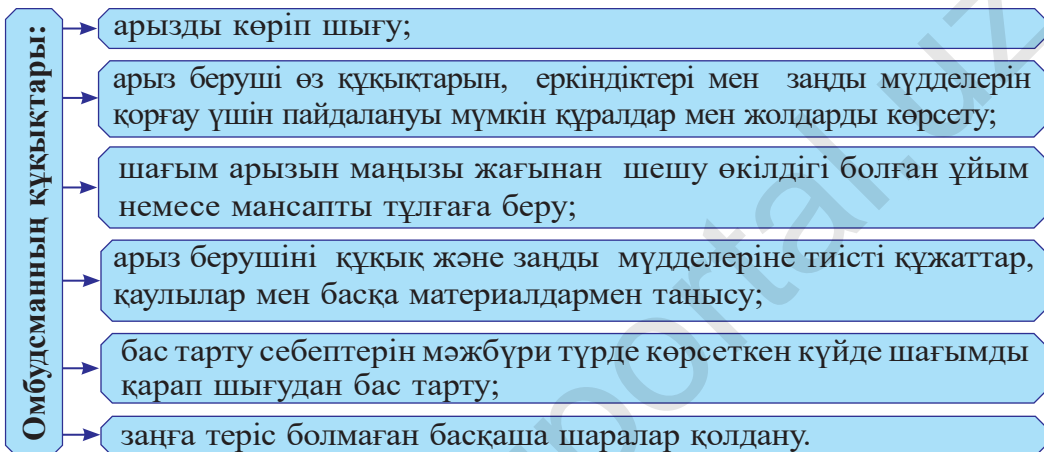 Омбудсманның құқықтары:
арызды көріп шығу;
арыз беруші өз құқықтарын, еркіндіктері мен заңды мүдделерін
қорғау үшін пайдалануы мүмкін құралдар мен жолдарды көрсету;
шағым арызын маңызы жағынан шешу өкілдігі болған ұйым
немесе мансапты тұлғаға беру;
арыз берушіні құқық және заңды мүдделеріне тиісті құжаттар,
қаулылар мен басқа материалдармен танысу;
бас тарту себептерін мәжбүри түрде көрсеткен күйде шағымды
қарап шығудан бас тарту;
заңға теріс болмаған басқаша шаралар қолдану.
portal.uz